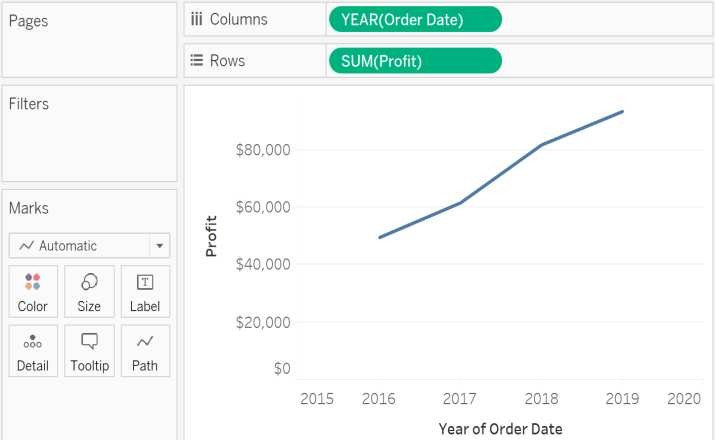 Pages
Columns
YEAR(Order Date)
Rows
SUM(Profit)
Filters
Marks
Automatic
Color
Size
T
Label
Detail
Tooltip
Path
Profit
$80,000
$60,000
$40,000
$20,000
$0
2015 2016 2017 2018 2019 2020
Year of Order Date